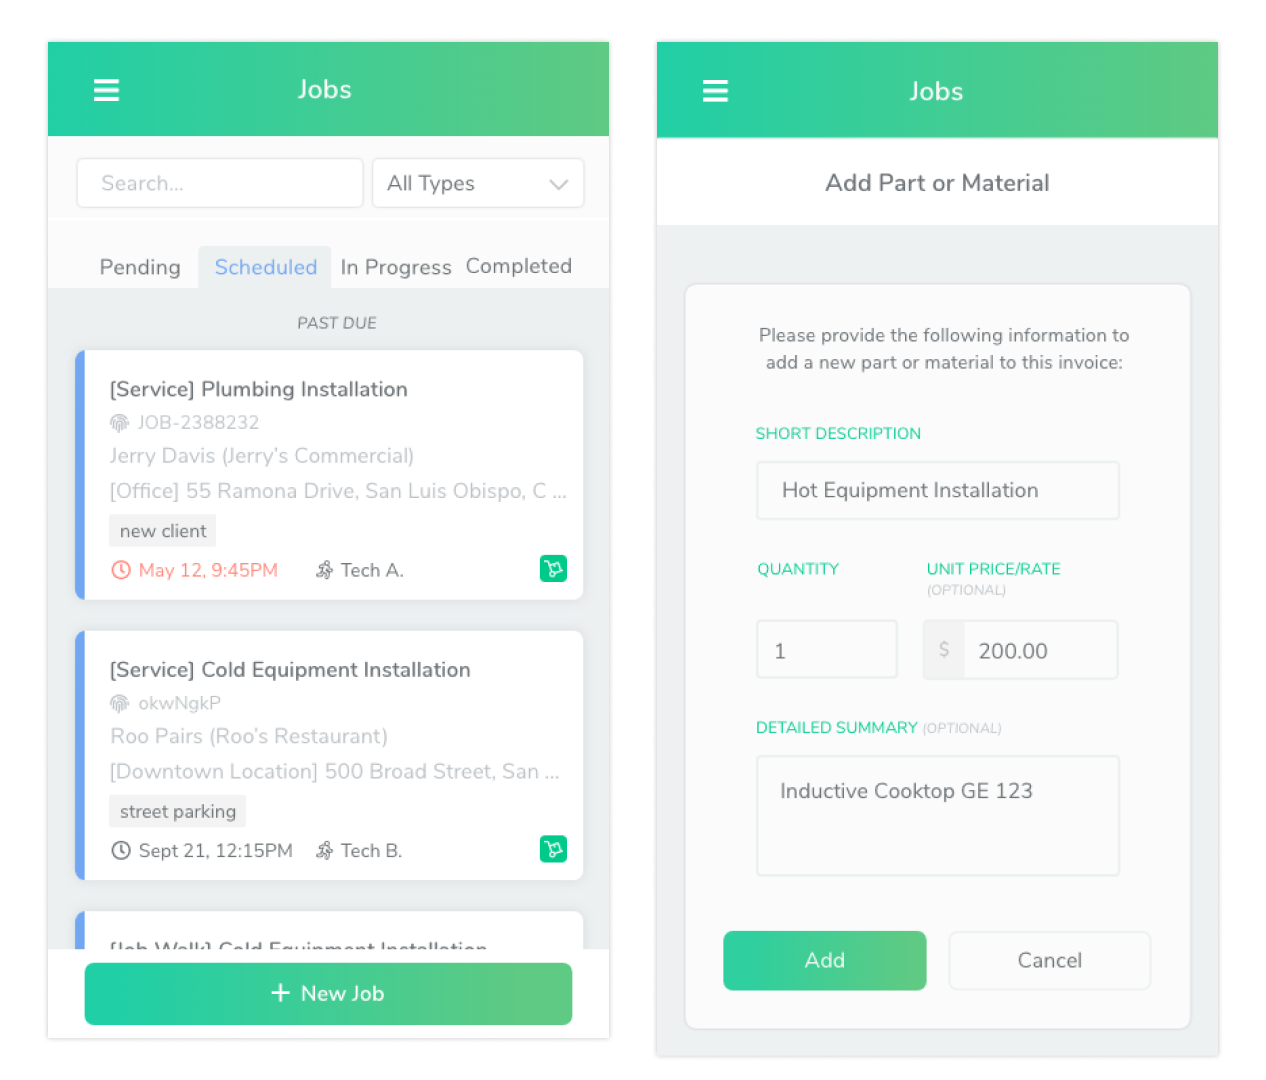 Jobs
Search...
All Types
Pending
Scheduled
In Progress
Completed
PAST DUE
[Service] Plumbing Installation
JOB-2388232
Jerry Davis (Jerry's Commercial)
[Office] 55 Ramona Drive, San Luis Obispo, C ...
new client
May 12, 9:45PM
Tech A.
[Service] Cold Equipment Installation
okwNgkP
Roo Pairs (Roo's Restaurant)
[Downtown Location] 500 Broad Street, San ...
street parking
Sept 21, 12:15PM
Tech B.
[Job Walk] Cold Equipment Installation
+ New Job
Jobs
Add Part or Material
Please provide the following information to
add a new part or material to this invoice:
SHORT DESCRIPTION
Hot Equipment Installation
QUANTITY
UNIT PRICE/RATE
(OPTIONAL)
1
$ 200.00
DETAILED SUMMARY (OPTIONAL)
Inductive Cooktop GE 123
Add
Cancel